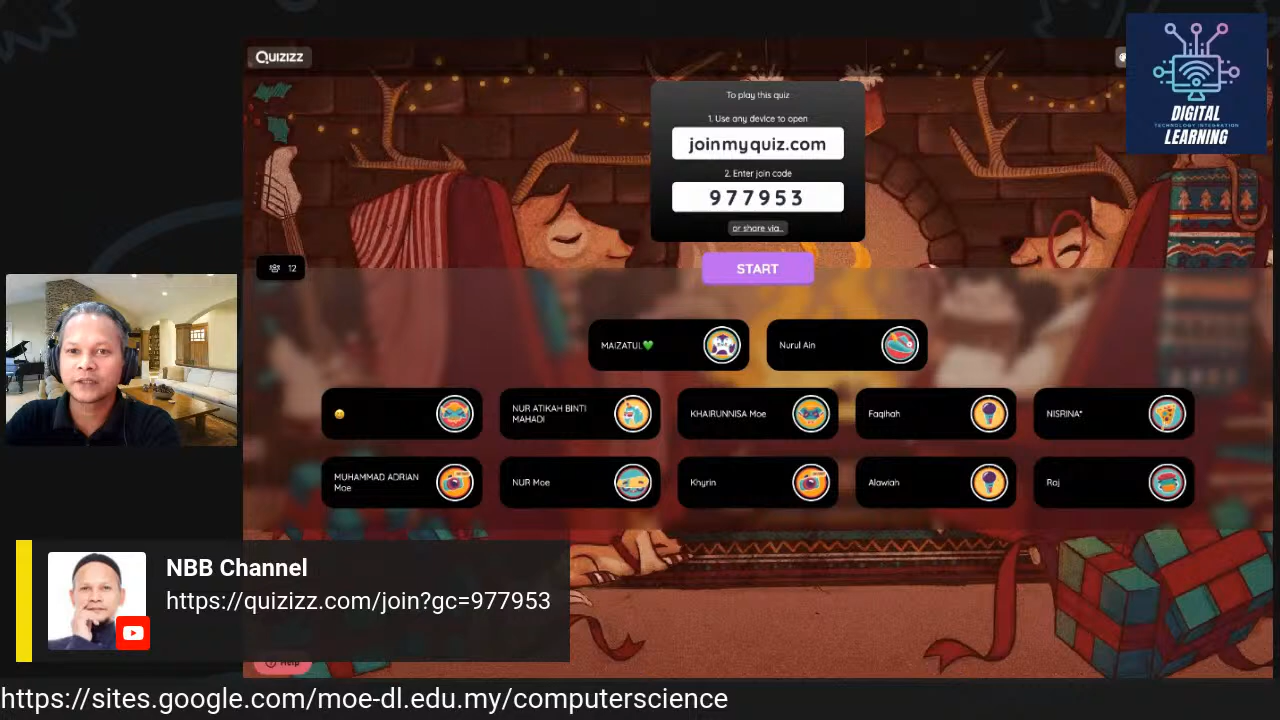 QUIZIZZ
To play this quiz
1. Use any device to open
joinmyquiz.com
2. Enter join code
977953
or share via...
DIGITAL
TECHNOLOGY INTEGRATION
LEARNING
12
START
MAIZATUL💚
Nurul Ain
😀
NUR ATIKAH BINTI
MAHADI
KHAIRUNNISA Moe
Faqihah
NISRINA*
MUHAMMAD ADRIAN
Moe
NUR Moe
Khyrin
Alawiah
Raj
NBB Channel
https://quizizz.com/join?gc=977953
Help
https://sites.google.com/moe-dl.edu.my/computerscience